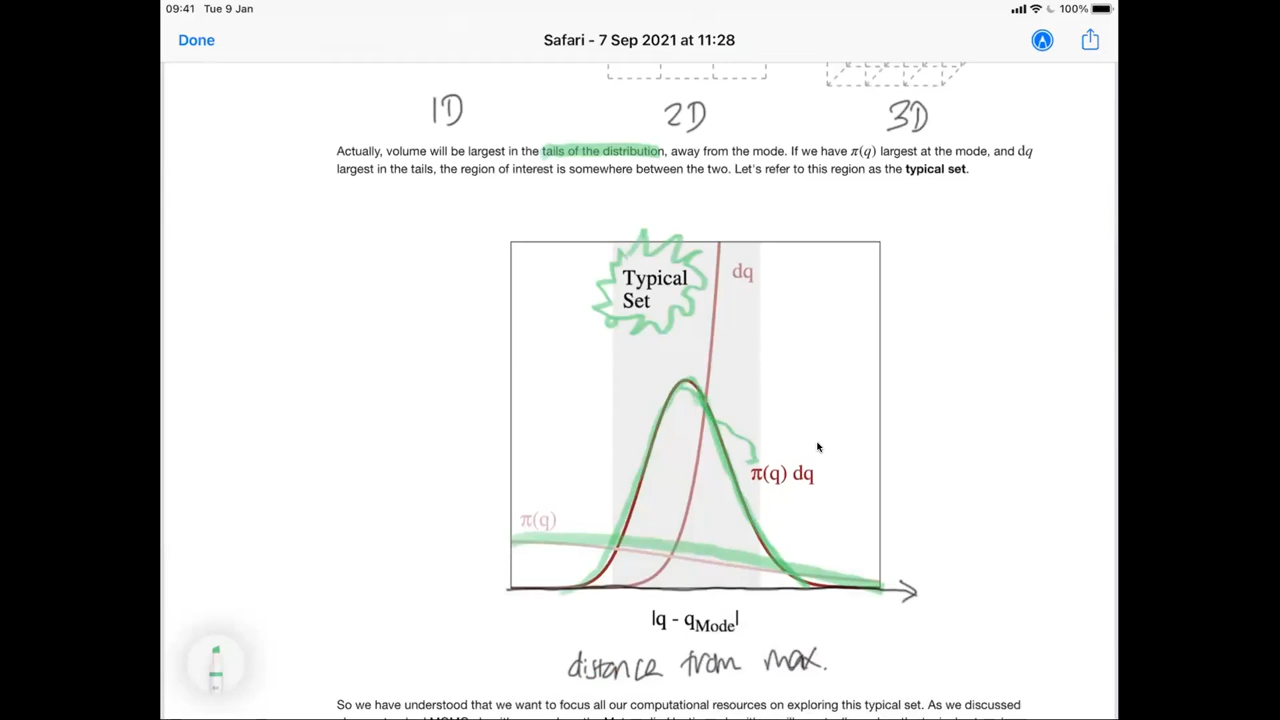 09:41 Tue 9 Jan 100%
Done Safari - 7 Sep 2021 at 11:28
1D 2D 3D
Actually, volume will be largest in the tails of the distribution, away from the mode. If we have π(q) largest at the mode, and dq
largest in the tails, the region of interest is somewhere between the two. Let's refer to this region as the typical set.
Typical
Set
dq
π(q) dq
π(q)
|q - qMode|
distance from max.
So we have understood that we want to focus all our computational resources on exploring this typical set. As we discussed